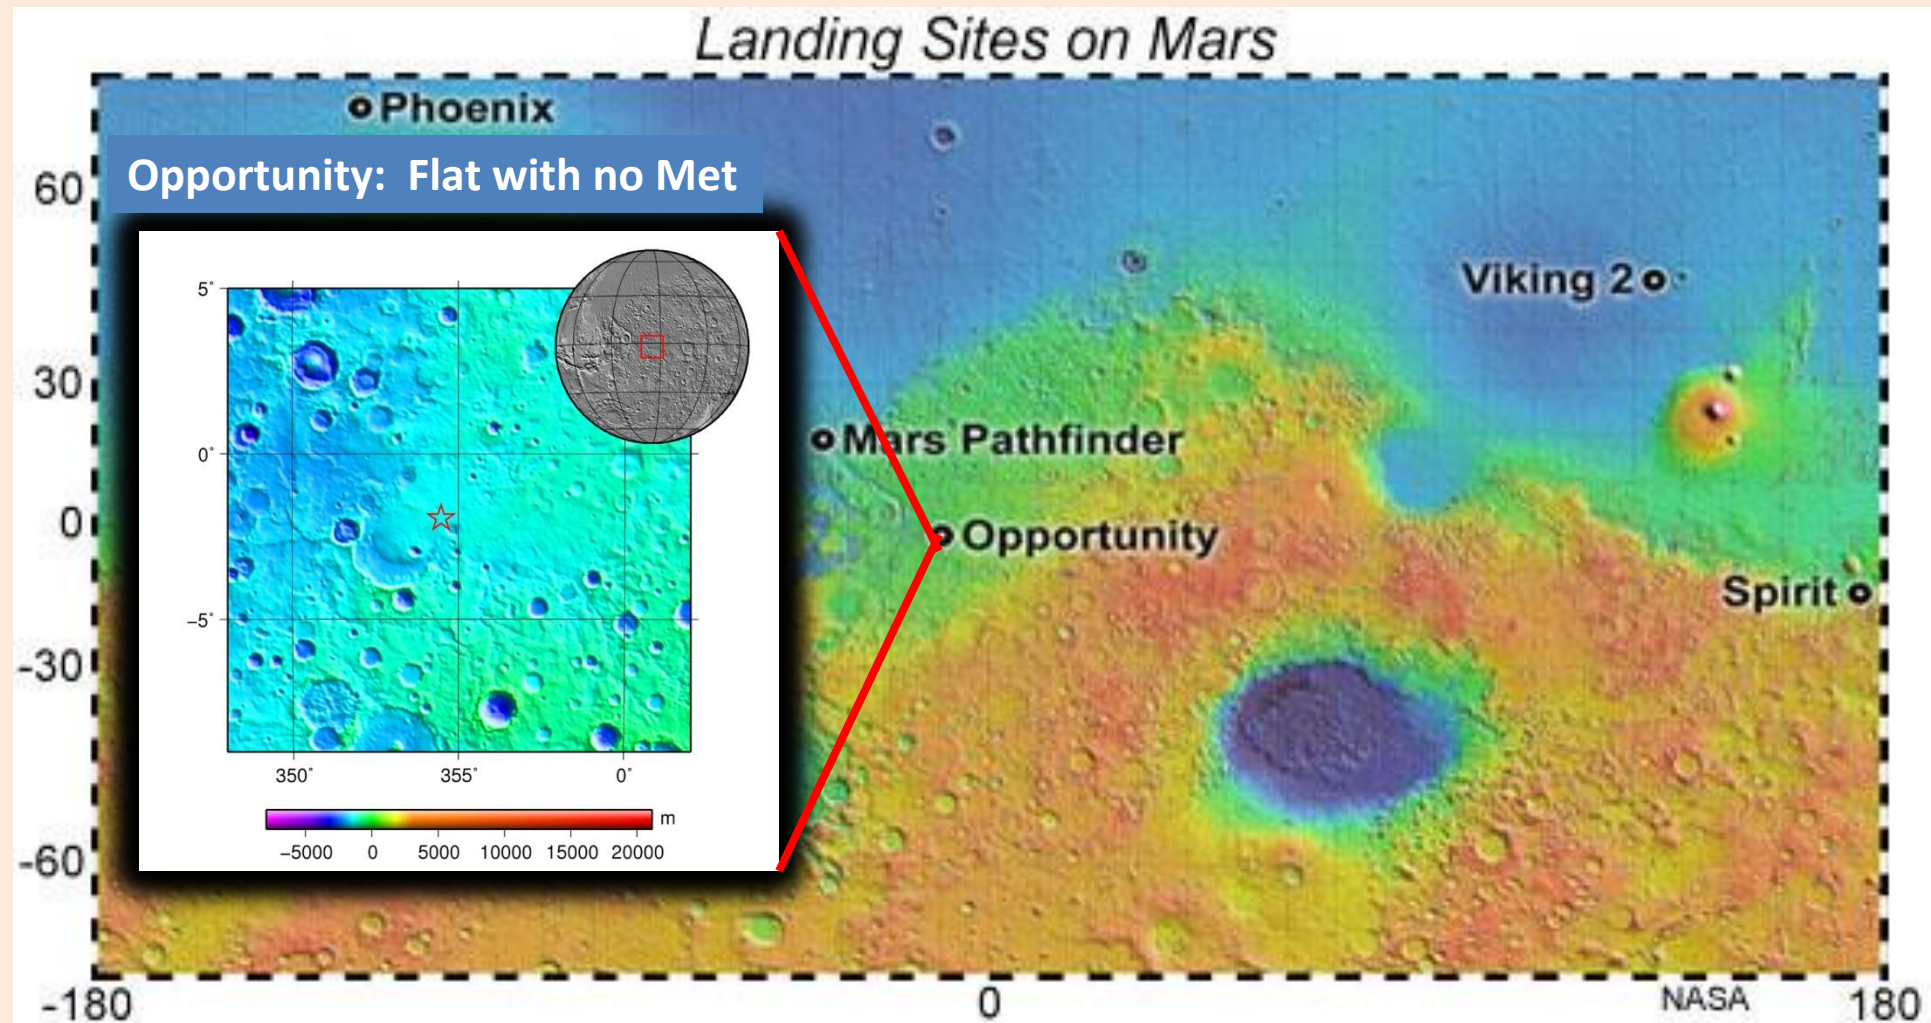 Landing Sites on Mars
Phoenix
Opportunity:  Flat with no Met
60
30
0
-30
-60
-180
0
180
5°
0°
−5°
350°
355°
0°
m
−5000
0
5000
10000
15000
20000
Viking 2
Mars Pathfinder
Opportunity
Spirit
NASA